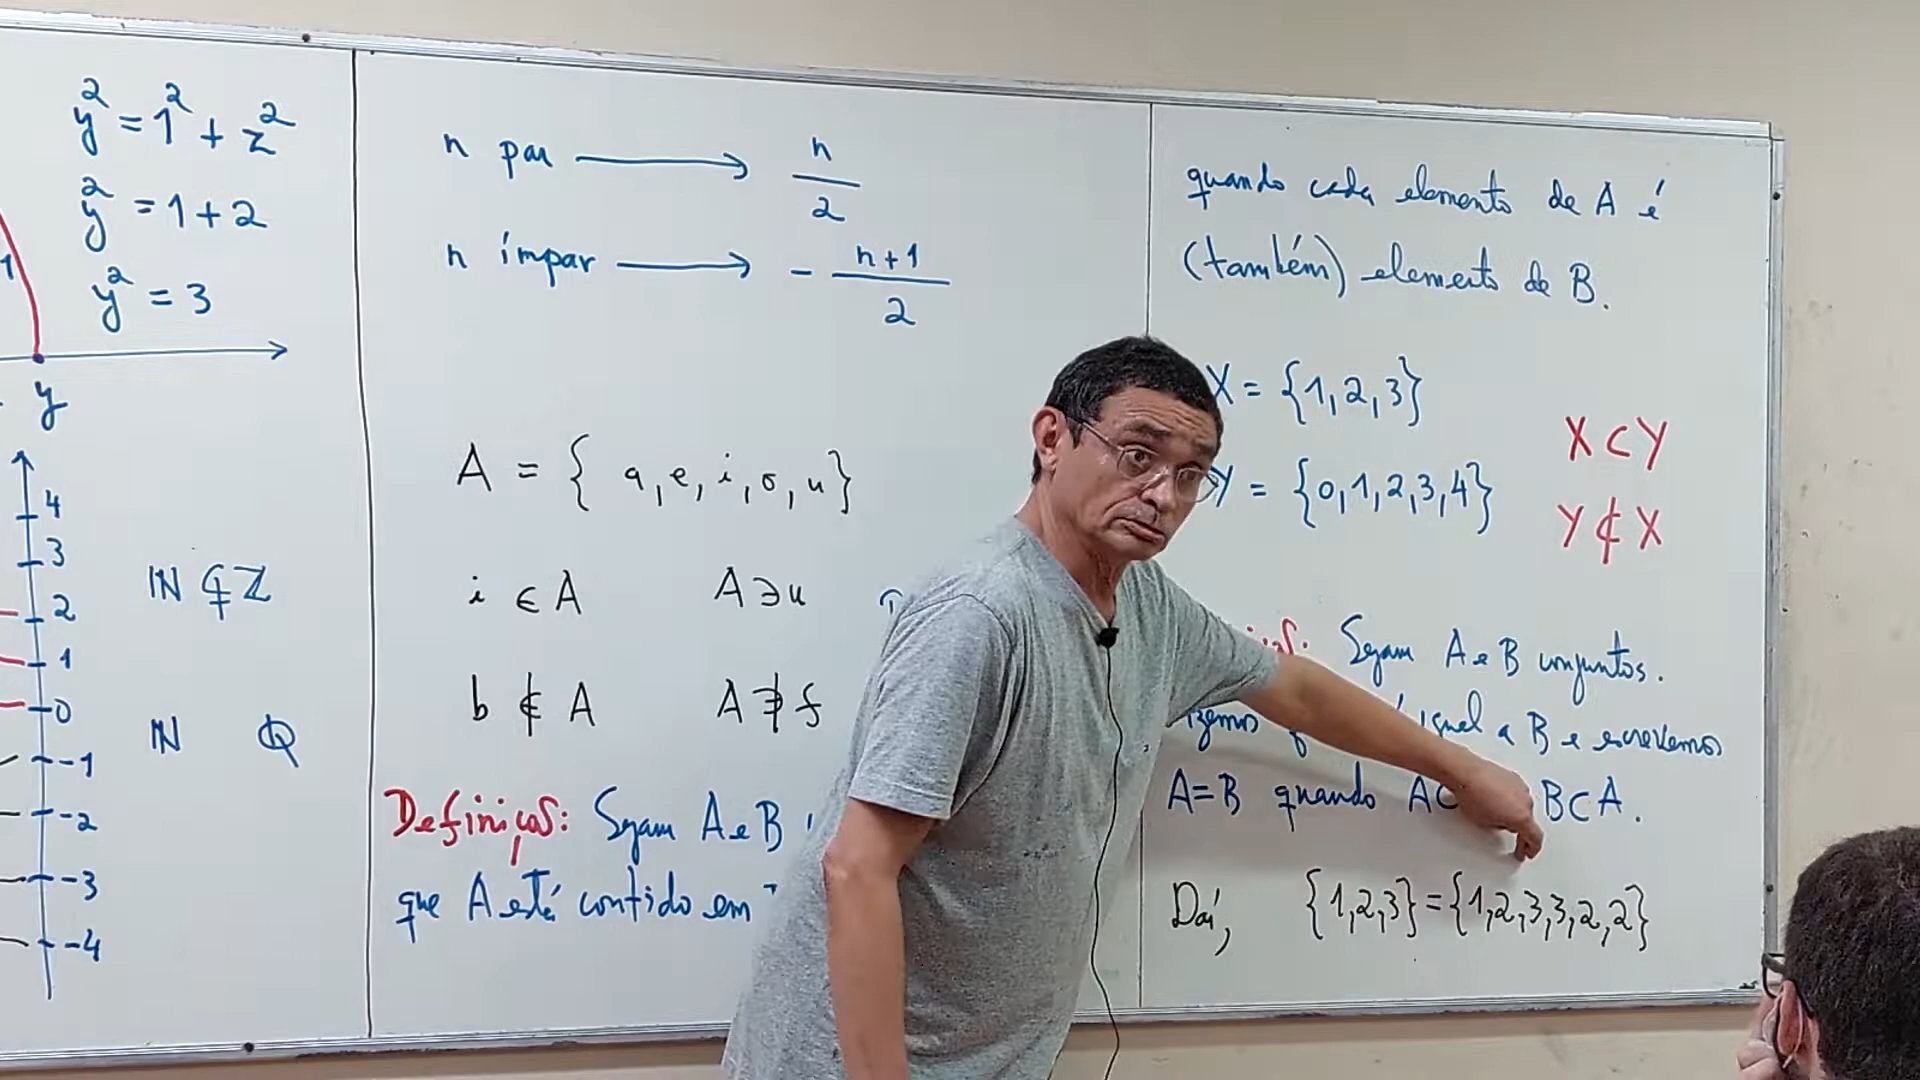 y² = 1² + z²
y² = 1 + 2
y² = 3
1
y
4
3
2
1
0
-1
-2
-3
-4
ℕ ⊊ ℤ
ℕ ℚ
n par ⟶ n/2
n ímpar ⟶ - (n+1)/2
A = { a, e, i, o, u }
i ∈ A A ∋ u
b ∉ A A ∌ f
Definição: Sejam A e B
que A está contido em
quando cada elemento de A é
(também) elemento de B.
X = {1,2,3}
Y = {0,1,2,3,4}
X ⊂ Y
Y ⊄ X
Sejam A e B conjuntos.
igual a B e escrevemos
A=B quando A⊂ B⊂A.
Daí, {1,2,3} = {1,2,3,3,2,2}